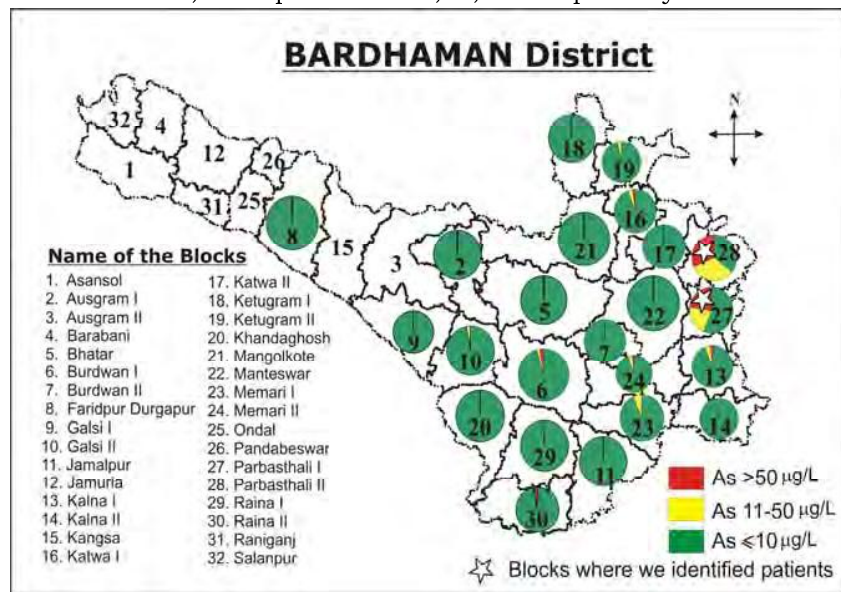 BARDHAMAN District
N
32
4
12
1
26
31
25
8
15
3
2
18
19
16
21
17
28
5
22
27
9
10
7
6
24
13
20
23
14
29
11
30
Name of the Blocks
1. Asansol
2. Ausgram I
3. Ausgram II
4. Barabani
5. Bhatar
6. Burdwan I
7. Burdwan II
8. Faridpur Durgapur
9. Galsi I
10. Galsi II
11. Jamalpur
12. Jamuria
13. Kalna I
14. Kalna II
15. Kangsa
16. Katwa I
17. Katwa II
18. Ketugram I
19. Ketugram II
20. Khandaghosh
21. Mangolkote
22. Manteswar
23. Memari I
24. Memari II
25. Ondal
26. Pandabeswar
27. Parbasthali I
28. Parbasthali II
29. Raina I
30. Raina II
31. Raniganj
32. Salanpur
As >50 µg/L
As 11-50 µg/L
As ⩽10 µg/L
Blocks where we identified patients